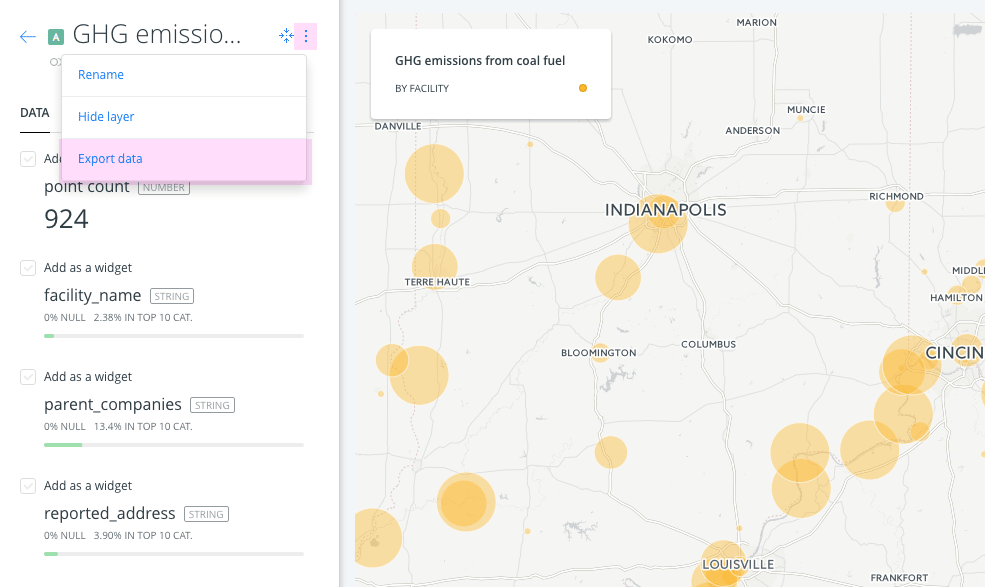 A GHG emissio...
Rename
Hide layer
Export data
DATA
point count NUMBER
924
Add as a widget
facility_name STRING
0% NULL 2.38% IN TOP 10 CAT.
Add as a widget
parent_companies STRING
0% NULL 13.4% IN TOP 10 CAT.
Add as a widget
reported_address STRING
0% NULL 3.90% IN TOP 10 CAT.
GHG emissions from coal fuel
BY FACILITY
MARION
KOKOMO
MUNCIE
DANVILLE
ANDERSON
RICHMOND
INDIANAPOLIS
MIDDL
TERRE HAUTE
HAMILTON
COLUMBUS
BLOOMINGTON
CINCIN
LOUISVILLE
FRANKFORT